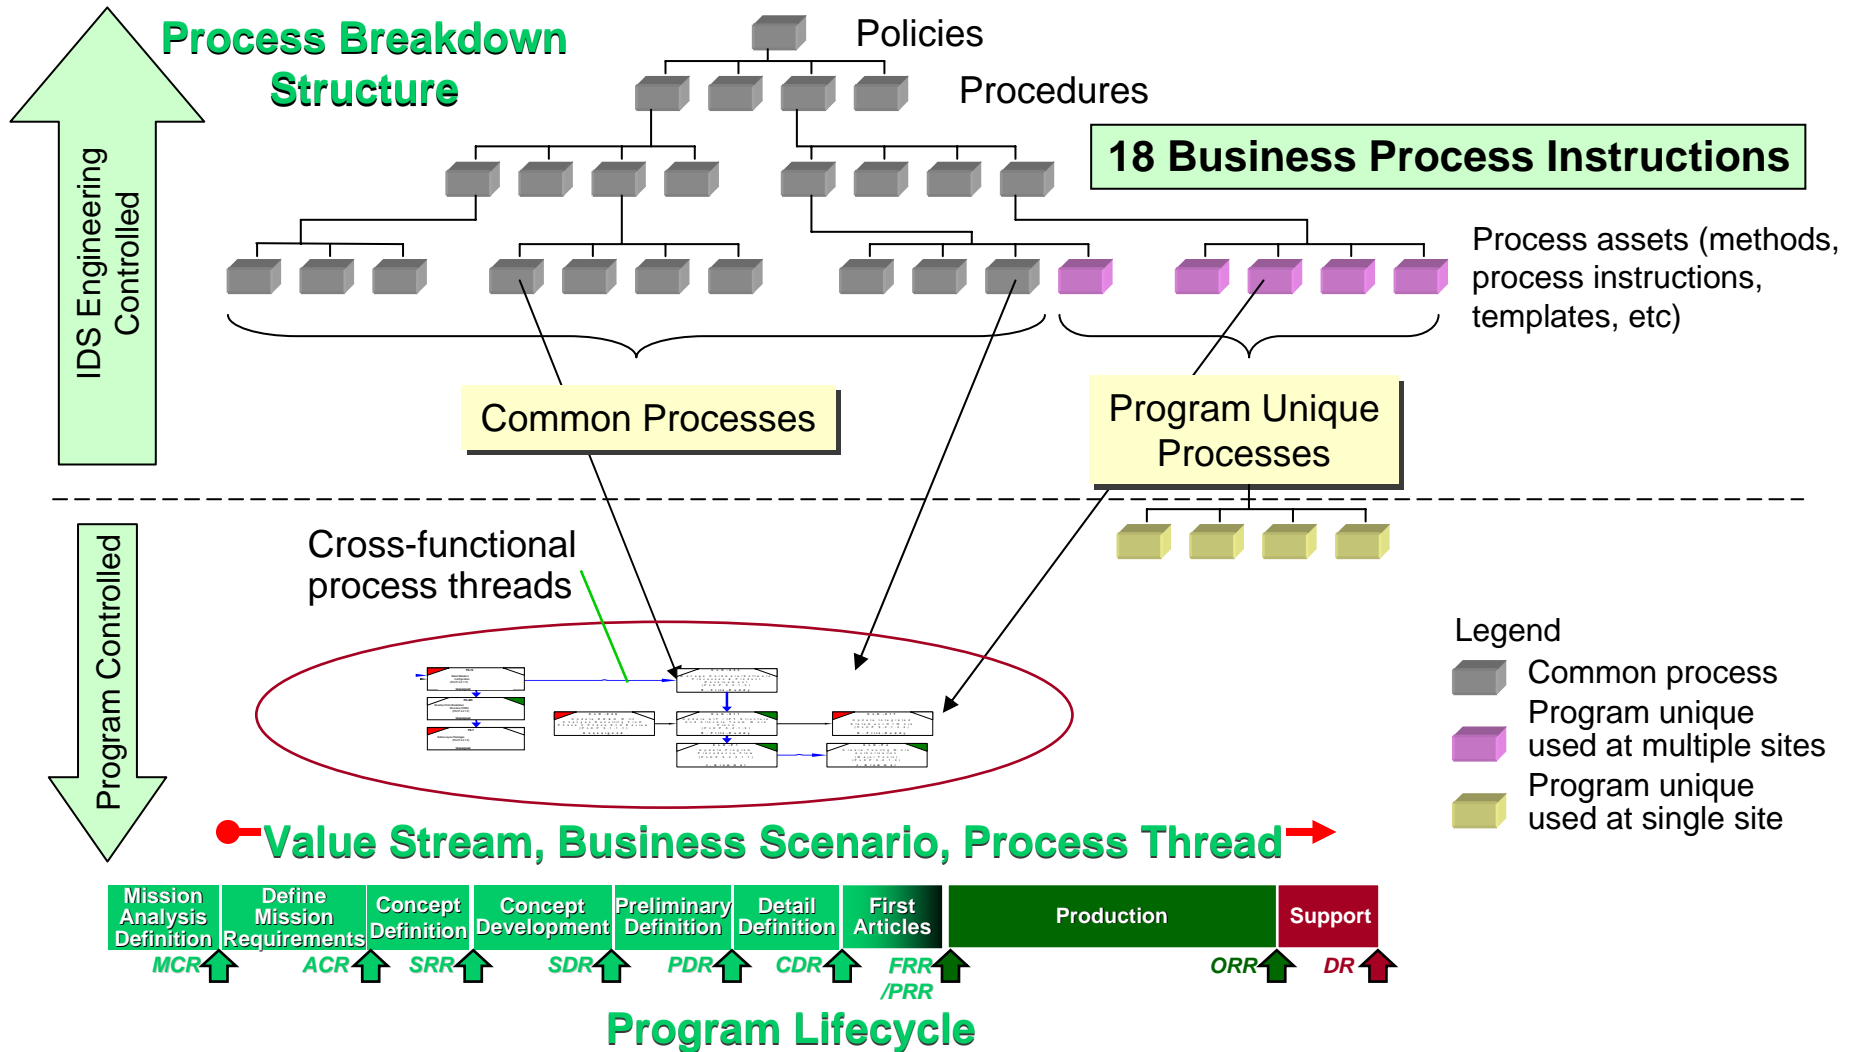 Process Breakdown
Structure
Policies
Procedures
18 Business Process Instructions
IDS Engineering
Controlled
Process assets (methods,
process instructions,
templates, etc)
Common Processes
Program Unique
Processes
Program Controlled
Cross-functional
process threads
Legend
Common process
Program unique
used at multiple sites
Program unique
used at single site
Value Stream, Business Scenario, Process Thread
Mission
Analysis
Definition
Define
Mission
Requirements
Concept
Definition
Concept
Development
Preliminary
Definition
Detail
Definition
First
Articles
Production
Support
MCR
ACR
SRR
SDR
PDR
CDR
FRR
/PRR
ORR
DR
Program Lifecycle